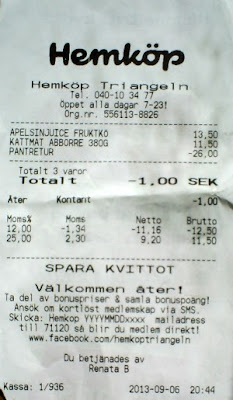 Hemköp
Hemköp Triangeln
Tel. 040-10 34 77
Öppet alla dagar 7-23!
Org.nr. 556113-8826
APELSINJUICE FRUKTKO 13,50
KATTMAT ABBORRE 380G 11,50
PANTRETUR -26,00
Totalt 3 varor
Totalt -1,00 SEK
Åter Kontant -1,00
Moms% Moms Netto Brutto
12,00 -1,34 -11,16 -12,50
25,00 2,30 9,20 11,50
SPARA KVITTOT
Välkommen åter!
Ta del av bonuspriser & samla bonuspoäng!
Ansök om kortlöst medlemskap via SMS.
Skicka: Hemkop YYYYMMDDxxxx mailadress
till 71120 så blir du medlem direkt!
www.facebook.com/hemkoptriangeln
Du betjänades av
Renata B
Kassa: 1/936 2013-09-06 20:44